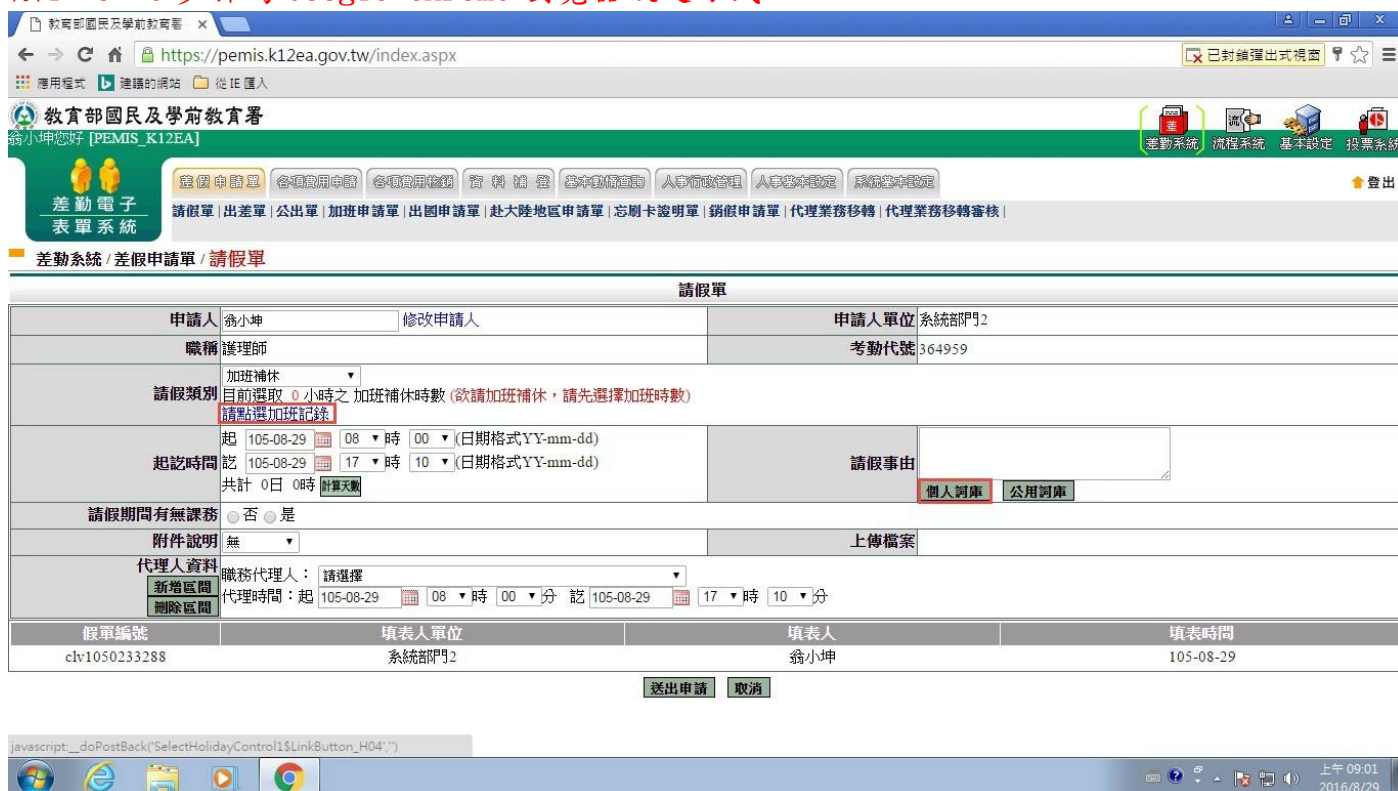 教育部國民及學前教育署 ×
https://pemis.k12ea.gov.tw/index.aspx
已封鎖彈出式視窗
應用程式 建議的網站 從 IE 匯入
教育部國民及學前教育署
翁小坤您好 [PEMIS_K12EA]
差
流
差勤系統 流程系統 基本設定 投票系統
差勤電子
表單系統
差假申請單 各項費用申請 各項費用核銷 資料補登 基本勤惰查詢 人事行政管理 人事基本設定 系統基本設定
登出
請假單|出差單|公出單|加班申請單|出國申請單|赴大陸地區申請單|忘刷卡證明單|銷假申請單|代理業務移轉|代理業務移轉審核|
差勤系統 / 差假申請單 / 請假單
請假單
申請人 翁小坤 修改申請人 申請人單位 系統部門2
職稱 護理師 考勤代號 364959
請假類別 加班補休
目前選取 0 小時之 加班補休時數 (欲請加班補休,請先選擇加班時數)
請點選加班記錄
起訖時間 起 105-08-29 08 時 00 (日期格式YY-mm-dd)
訖 105-08-29 17 時 10 (日期格式YY-mm-dd)
共計 0日 0時 計算天數
請假事由
個人詞庫 公用詞庫
請假期間有無課務 否 是
附件說明 無 上傳檔案
代理人資料
新增區間
刪除區間
職務代理人: 請選擇
代理時間:起 105-08-29 08 時 00 分 訖 105-08-29 17 時 10 分
假單編號 填表人單位 填表人 填表時間
clv1050233288 系統部門2 翁小坤 105-08-29
送出申請 取消
javascript:__doPostBack('SelectHolidayControl1$LinkButton_H04','')
上午 09:01
2016/8/29